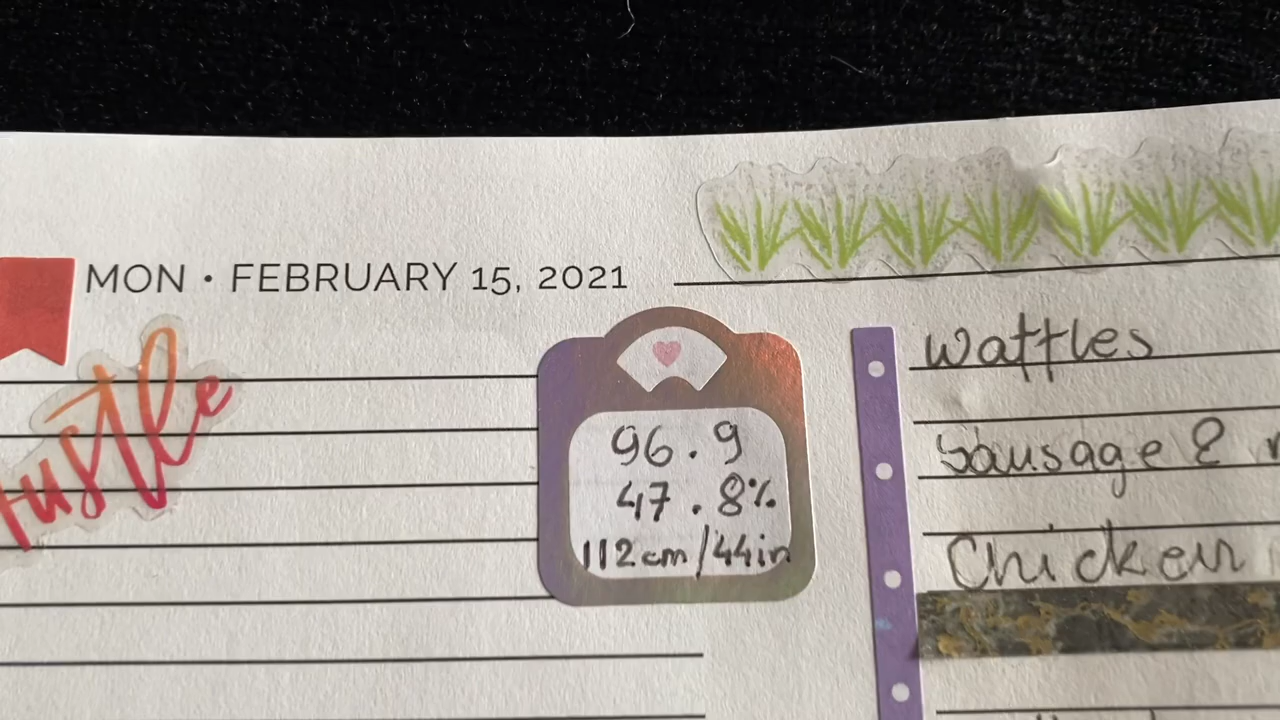 MON • FEBRUARY 15, 2021
Hustle
96.9
47.8%
112cm/44in
Waffles
Sausage &
Chicken